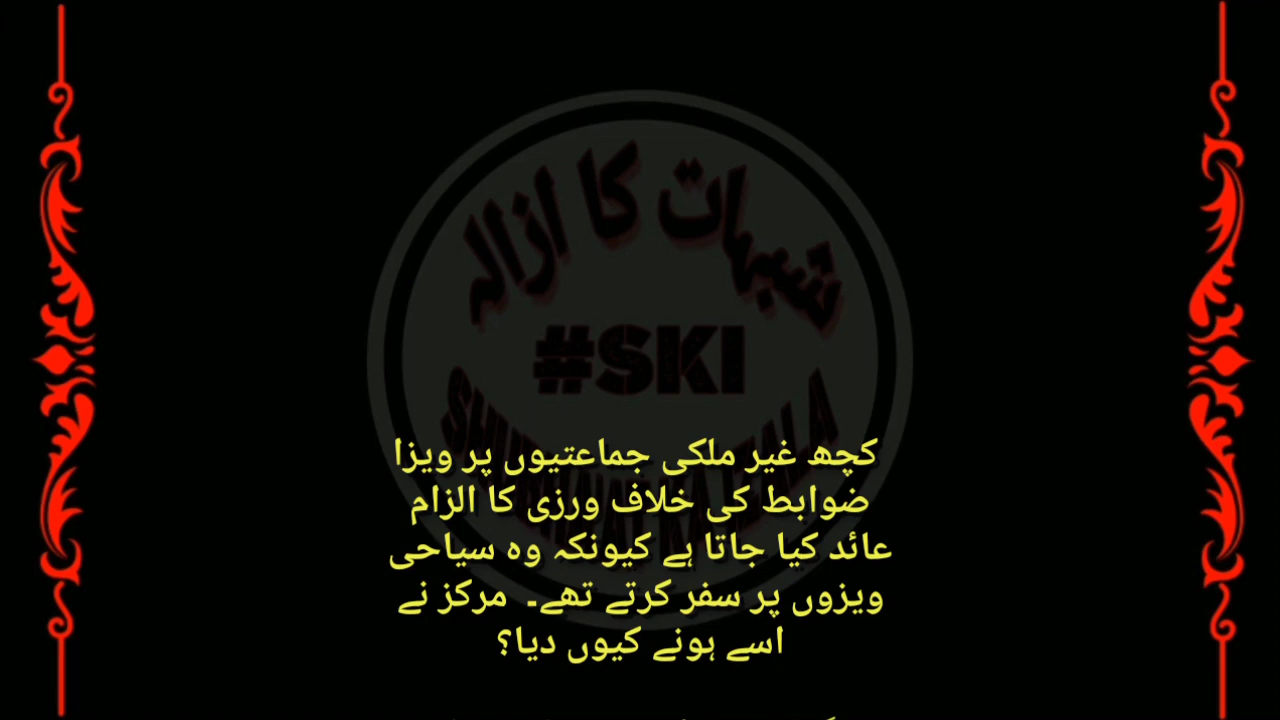 شبہات کا ازالہ
#SKI
کچھ غیر ملکی جماعتیوں پر ویزا
ضوابط کی خلاف ورزی کا الزام
عائد کیا جاتا ہے کیونکہ وہ سیاحی
ویزوں پر سفر کرتے تھے۔ مرکز نے
اسے ہونے کیوں دیا؟